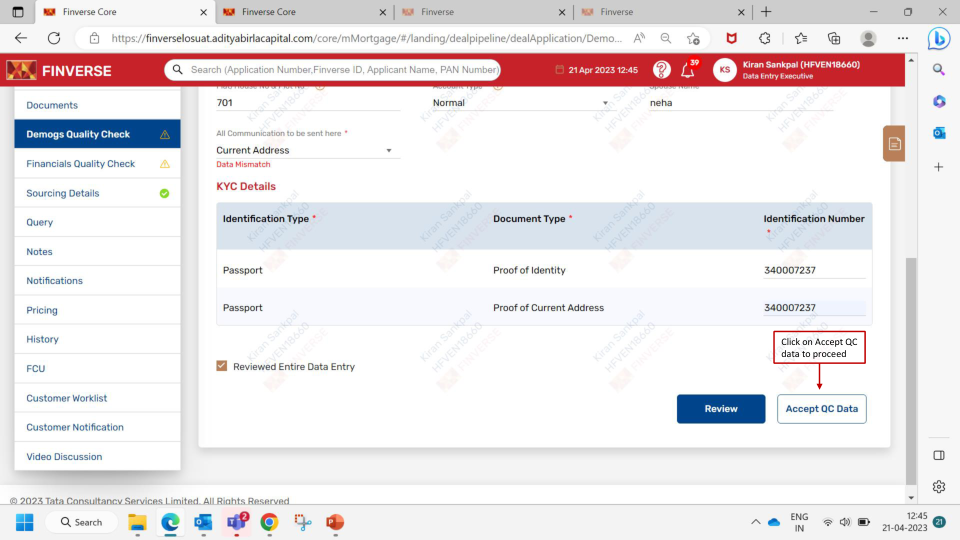 Finverse Core
Finverse Core
Finverse
Finverse
https://finverselosuat.adityabirlacapital.com/core/mMortgage/#/landing/dealpipeline/dealApplication/Demo...
FINVERSE
Search (Application Number,Finverse ID, Applicant Name, PAN Number)
21 Apr 2023 12:45
39
KS
Kiran Sankpal (HFVEN18660)
Data Entry Executive
701
Normal
neha
Documents
Demogs Quality Check
Financials Quality Check
Sourcing Details
Query
Notes
Notifications
Pricing
History
FCU
Customer Worklist
Customer Notification
Video Discussion
All Communication to be sent here *
Current Address
Data Mismatch
KYC Details
Identification Type *
Document Type *
Identification Number
*
Passport
Proof of Identity
340007237
Passport
Proof of Current Address
340007237
Click on Accept QC
data to proceed
Reviewed Entire Data Entry
Review
Accept QC Data
© 2023 Tata Consultancy Services Limited. All Rights Reserved
Search
2
ENG
IN
12:45
21-04-2023
21